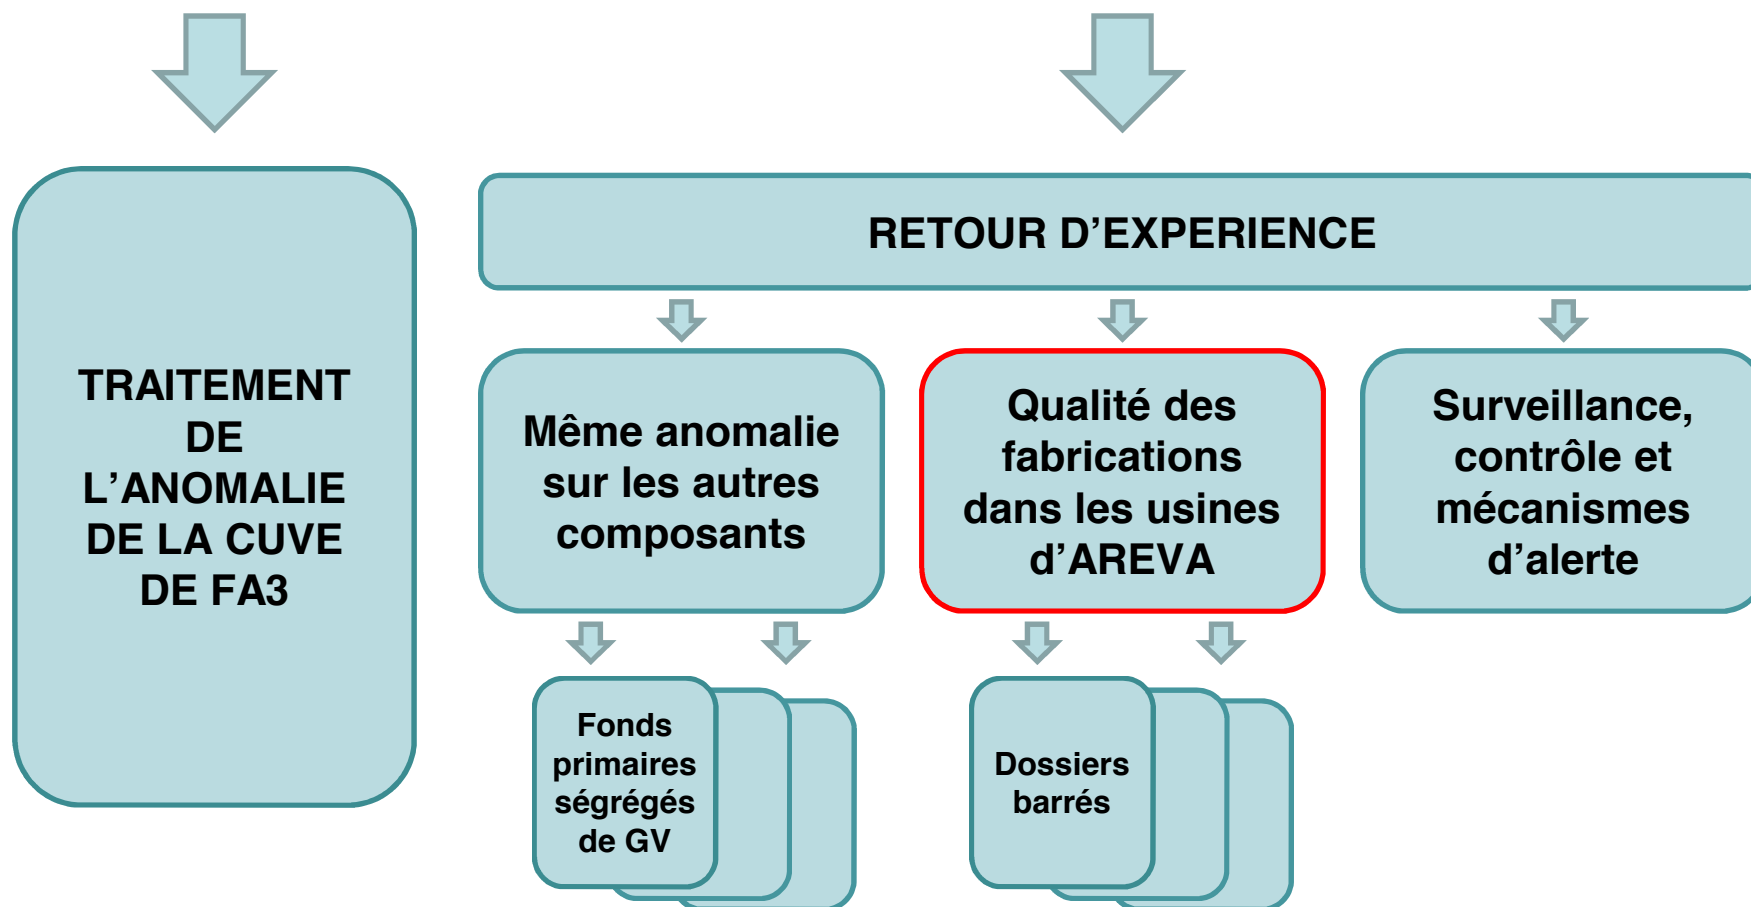 TRAITEMENT
DE
L’ANOMALIE
DE LA CUVE
DE FA3
RETOUR D’EXPERIENCE
Même anomalie
sur les autres
composants
Qualité des
fabrications
dans les usines
d’AREVA
Surveillance,
contrôle et
mécanismes
d’alerte
Fonds
primaires
ségrégés
de GV
Dossiers
barrés